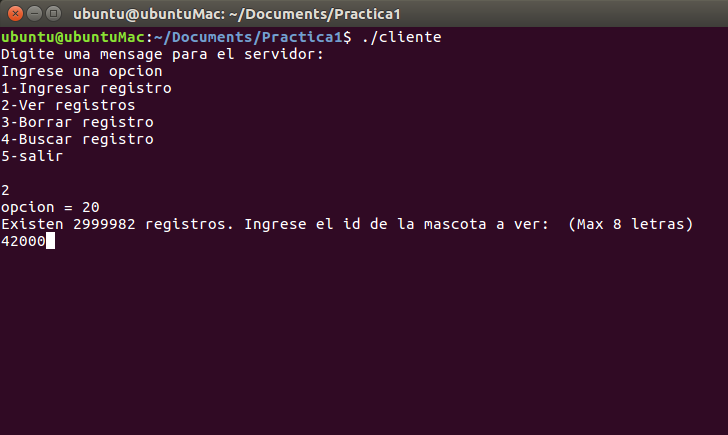 ubuntu@ubuntuMac: ~/Documents/Practica1
ubuntu@ubuntuMac:~/Documents/Practica1$ ./cliente
Digite uma mensage para el servidor:
Ingrese una opcion
1-Ingresar registro
2-Ver registros
3-Borrar registro
4-Buscar registro
5-salir
2
opcion = 20
Existen 2999982 registros. Ingrese el id de la mascota a ver:  (Max 8 letras)
42000